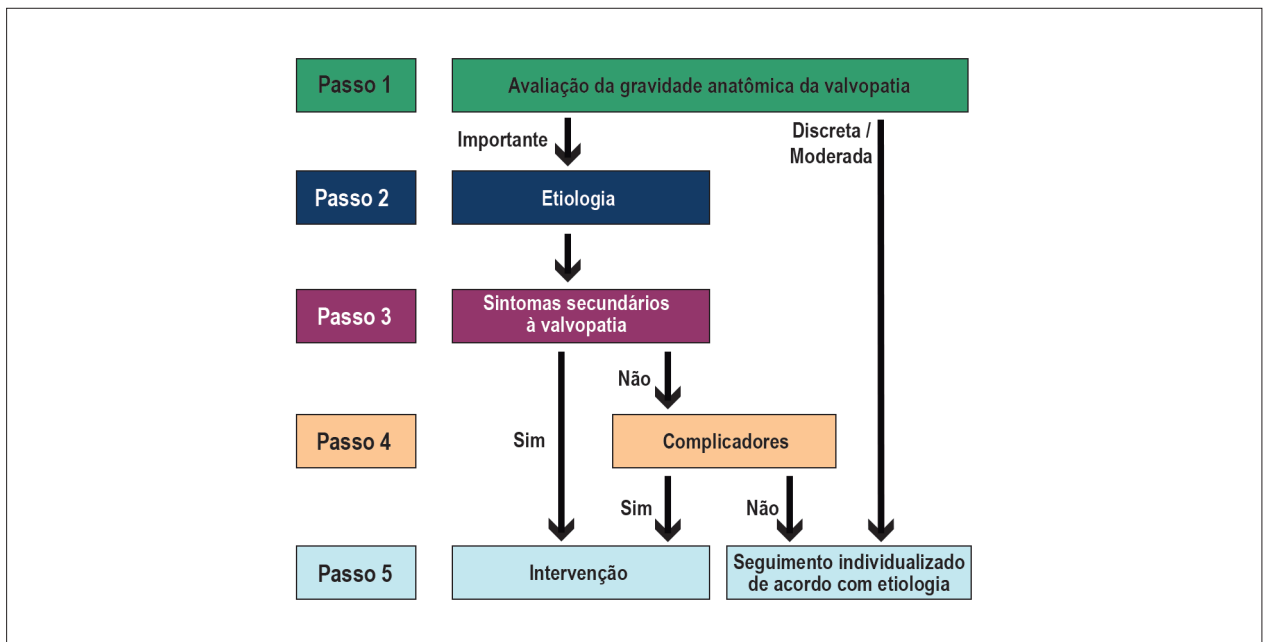 Passo 1
Avaliação da gravidade anatômica da valvopatia
Importante
Discreta /
Moderada
Passo 2
Etiologia
Passo 3
Sintomas secundários
à valvopatia
Não
Passo 4
Complicadores
Sim
Sim
Não
Passo 5
Intervenção
Seguimento individualizado
de acordo com etiologia